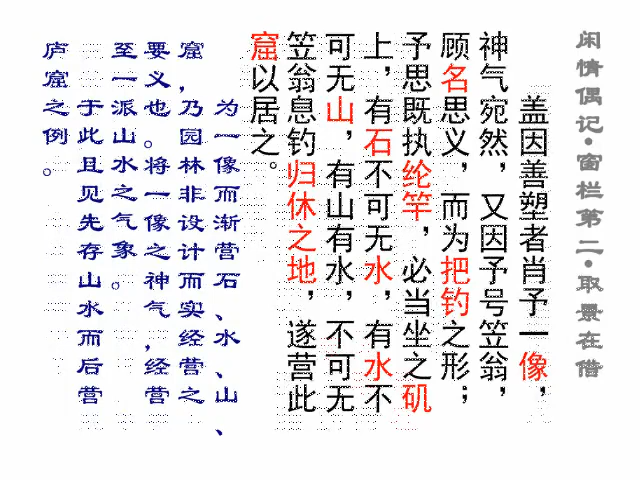 闲情偶记•窗栏第二•取景在借
盖因善塑者肖予一像，
神气宛然，又因予号笠翁，
顾名思义，而为把钓之形；
予思既执纶竿，必当坐之矶
上，有石不可无水，有水不
可无山，有山有水，不可无
笠翁息钓归休之地，遂营此
窟以居之。
为一像而渐营石、水、山、
窟，乃园林非设计而实经营之
要义也。将一像之神气，经营
至一派山水之气象。
于此且见先存山水而后营
庐窟之例。